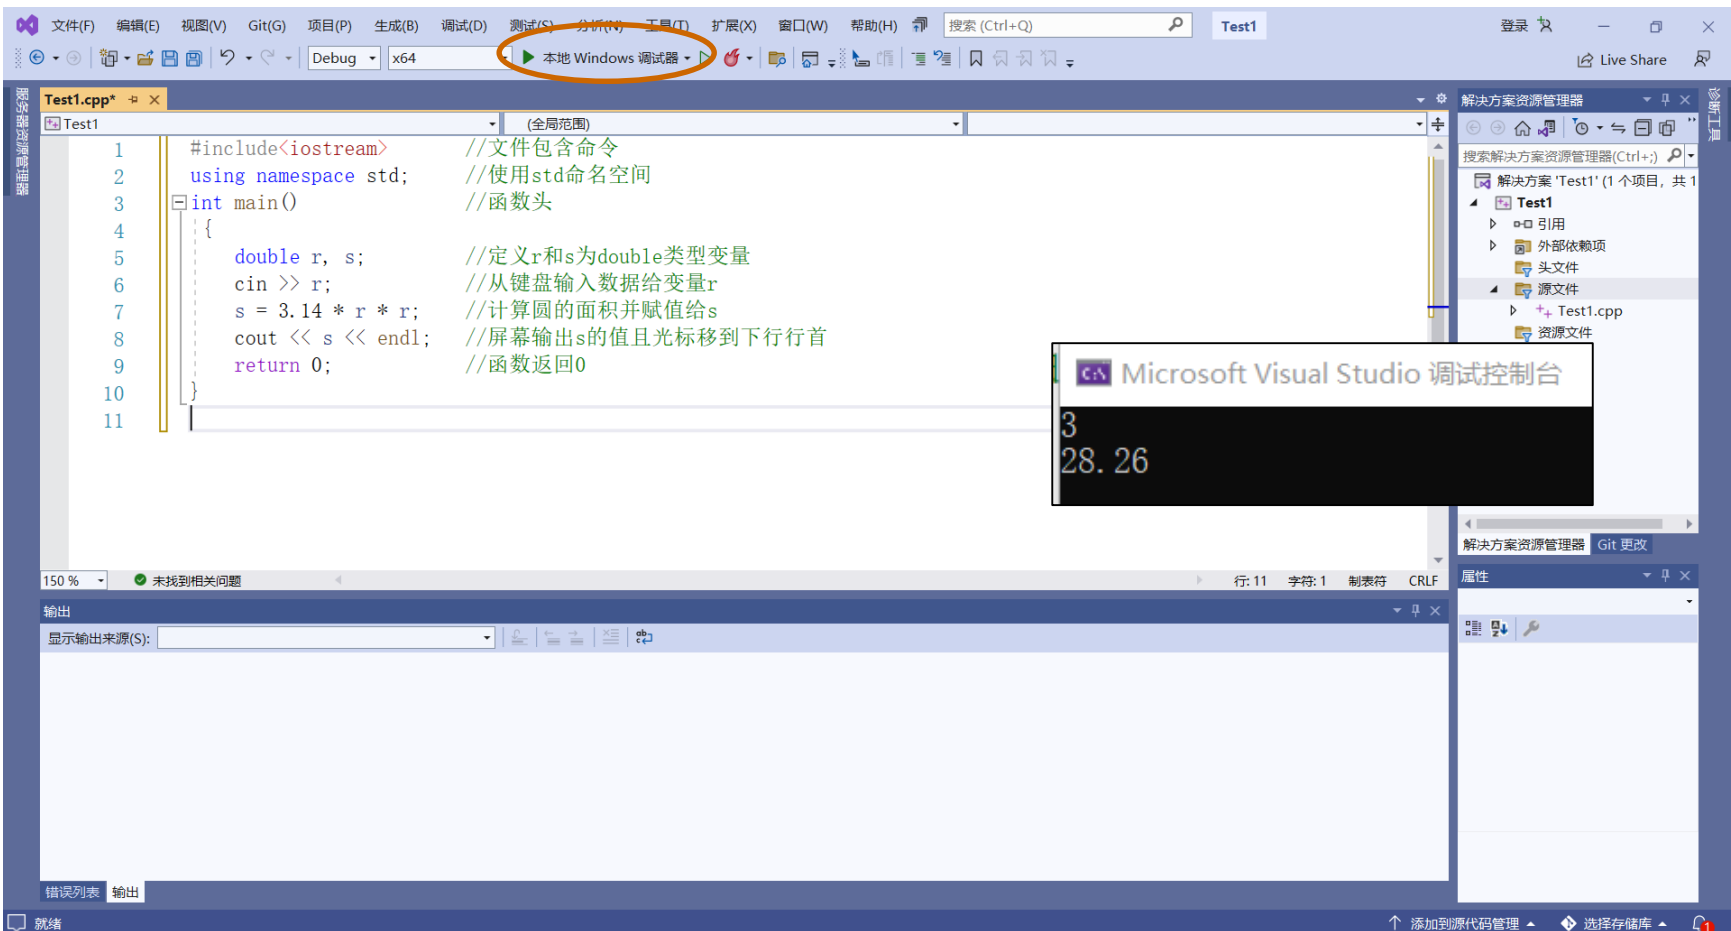 文件(F) 编辑(E) 视图(V) Git(G) 项目(P) 生成(B) 调试(D) 测试(S) 分析(N) 工具(T) 扩展(X) 窗口(W) 帮助(H) 搜索 (Ctrl+Q) Test1 登录
Debug x64 本地 Windows 调试器 Live Share
服务器资源管理器
Test1.cpp*
Test1 (全局范围)
1 #include<iostream> //文件包含命令
2 using namespace std; //使用std命名空间
3 int main() //函数头
4 {
5 double r, s; //定义r和s为double类型变量
6 cin >> r; //从键盘输入数据给变量r
7 s = 3.14 * r * r; //计算圆的面积并赋值给s
8 cout << s << endl; //屏幕输出s的值且光标移到下行行首
9 return 0; //函数返回0
10 }
11
Microsoft Visual Studio 调试控制台
3
28.26
解决方案资源管理器
搜索解决方案资源管理器(Ctrl+;)
解决方案 'Test1' (1 个项目，共 1
Test1
引用
外部依赖项
头文件
源文件
Test1.cpp
资源文件
解决方案资源管理器 Git 更改
诊断工具
150 % 未找到相关问题 行: 11 字符: 1 制表符 CRLF
属性
输出
显示输出来源(S):
错误列表 输出
就绪 添加到源代码管理 选择存储库 1